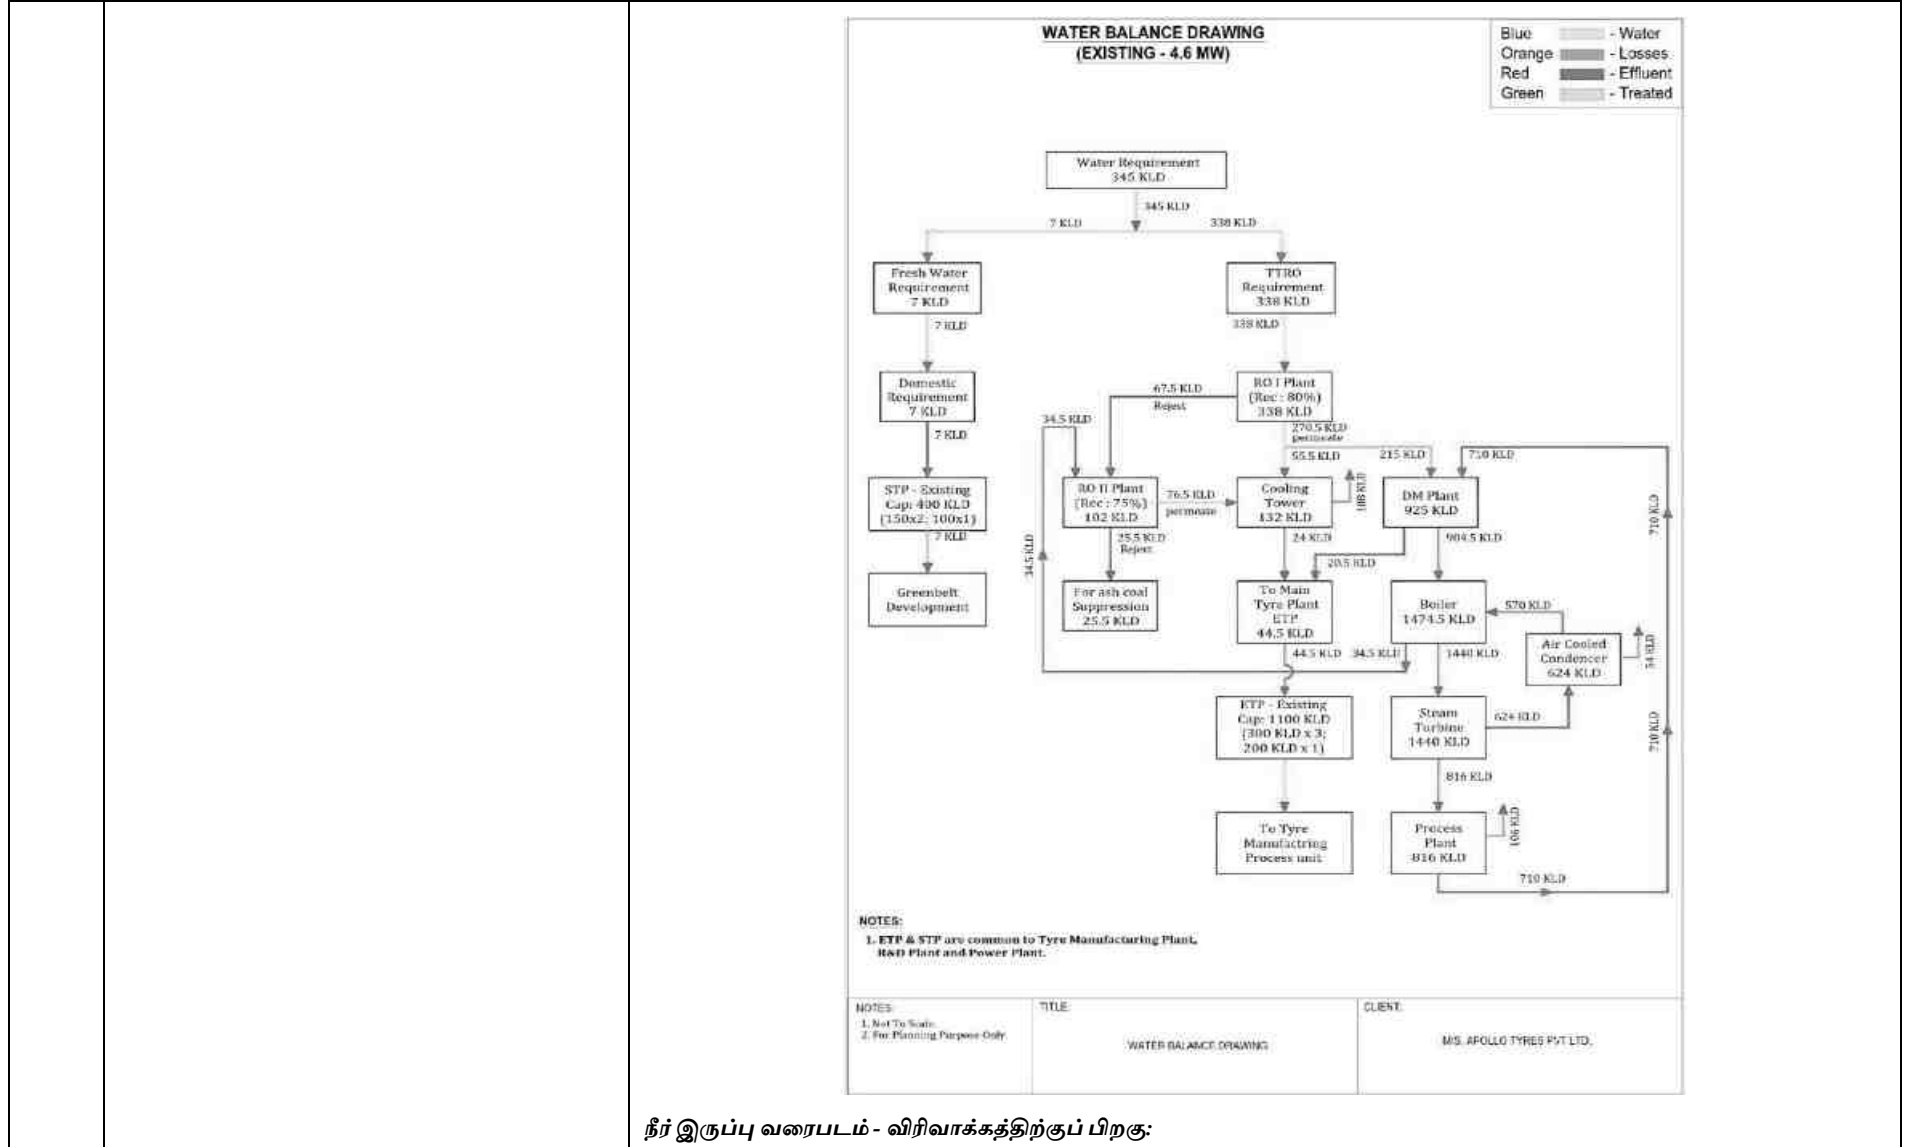 WATER BALANCE DRAWING
(EXISTING - 4.6 MW)
Blue - Water
Orange - Losses
Red - Effluent
Green - Treated
Water Requirement
345 KLD
345 KLD
7 KLD
338 KLD
Fresh Water
Requirement
7 KLD
TTRO
Requirement
338 KLD
7 KLD
338 KLD
Domestic
Requirement
7 KLD
67.5 KLD
Reject
RO I Plant
(Rec : 80%)
338 KLD
34.5 KLD
7 KLD
270.5 KLD
permeate
55.5 KLD
215 KLD
710 KLD
STP - Existing
Cap: 400 KLD
(150x2; 100x1)
RO II Plant
(Rec : 75%)
102 KLD
76.5 KLD
permeate
Cooling
Tower
132 KLD
108 KLD
DM Plant
925 KLD
710 KLD
7 KLD
25.5 KLD
Reject
24 KLD
904.5 KLD
20.5 KLD
34.5 KLD
Greenbelt
Development
For ash coal
Suppression
25.5 KLD
To Main
Tyre Plant
ETP
44.5 KLD
Boiler
1474.5 KLD
570 KLD
Air Cooled
Condencer
624 KLD
54 KLD
44.5 KLD
34.5 KLD
1440 KLD
ETP - Existing
Cap: 1100 KLD
(300 KLD x 3;
200 KLD x 1)
Steam
Turbine
1440 KLD
624 KLD
710 KLD
816 KLD
To Tyre
Manufactring
Process unit
Process
Plant
816 KLD
106 KLD
710 KLD
NOTES:
1. ETP & STP are common to Tyre Manufacturing Plant,
R&D Plant and Power Plant.
NOTES:
1. Not To Scale
2. For Planning Purpose Only
TITLE:
WATER BALANCE DRAWING
CLIENT:
M/S. APOLLO TYRES PVT LTD.
நீர் இருப்பு வரைபடம் - விரிவாக்கத்திற்குப் பிறகு: